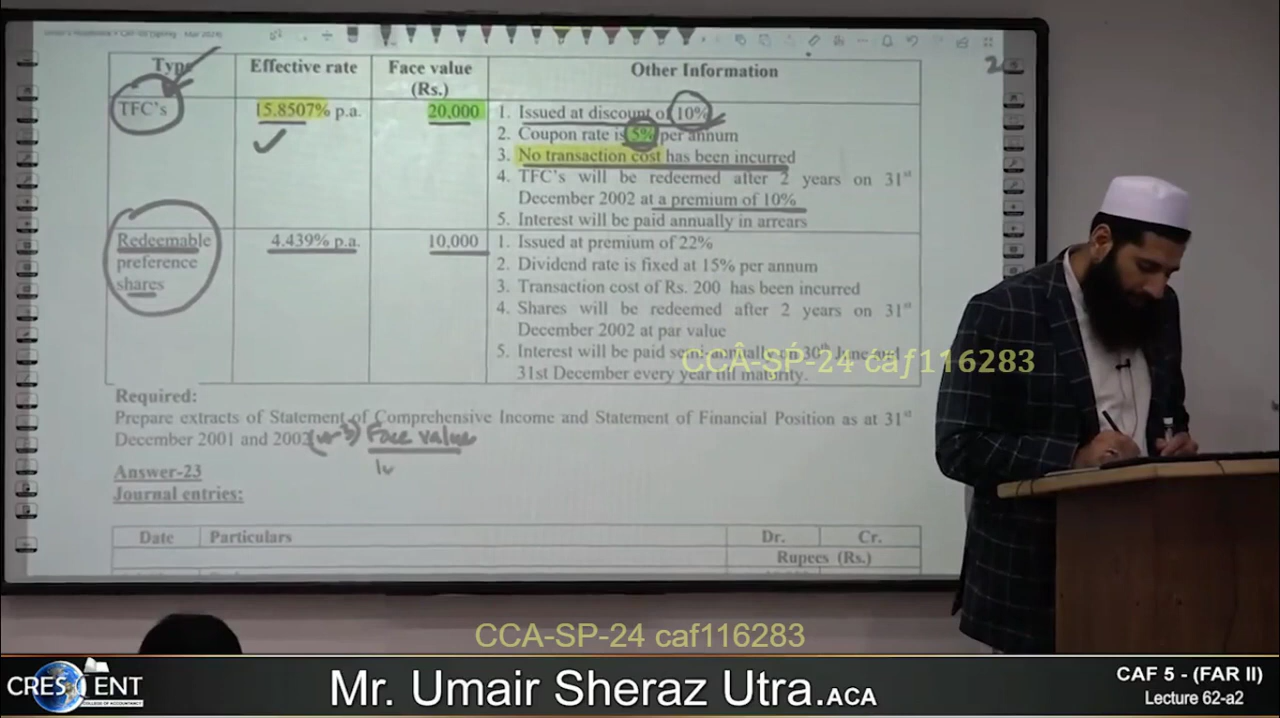 Type Effective rate Face value (Rs.) Other Information
TFC's 15.8507% p.a. 20,000 1. Issued at discount of 10%
2. Coupon rate is 5% per annum
3. No transaction cost has been incurred
4. TFC's will be redeemed after 2 years on 31st
December 2002 at a premium of 10%
5. Interest will be paid annually in arrears
Redeemable preference shares 4.439% p.a. 10,000 1. Issued at premium of 22%
2. Dividend rate is fixed at 15% per annum
3. Transaction cost of Rs. 200 has been incurred
4. Shares will be redeemed after 2 years on 31st
December 2002 at par value
5. Interest will be paid semi-annually 30th June and
31st December every year till maturity.
CCA-SP-24 caf116283
Required:
Prepare extracts of Statement of Comprehensive Income and Statement of Financial Position as at 31st
December 2001 and 2002
Face value
Answer-23
Journal entries:
Date Particulars Dr. Cr.
Rupees (Rs.)
CCA-SP-24 caf116283
CRESCENT
COLLEGE OF ACCOUNTANCY
Mr. Umair Sheraz Utra.ACA
CAF 5 - (FAR II)
Lecture 62-a2